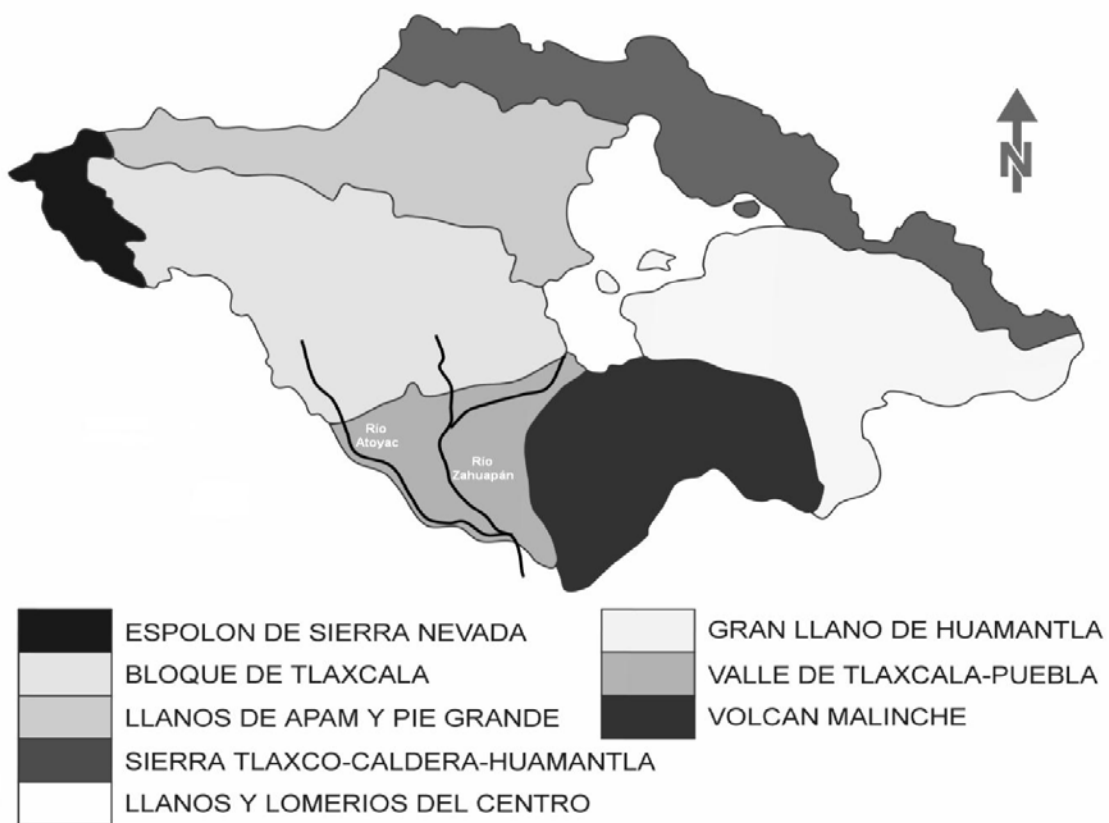 N
Río
Atoyac
Río
Zahuapán
ESPOLON DE SIERRA NEVADA
BLOQUE DE TLAXCALA
LLANOS DE APAM Y PIE GRANDE
SIERRA TLAXCO-CALDERA-HUAMANTLA
LLANOS Y LOMERIOS DEL CENTRO
GRAN LLANO DE HUAMANTLA
VALLE DE TLAXCALA-PUEBLA
VOLCAN MALINCHE